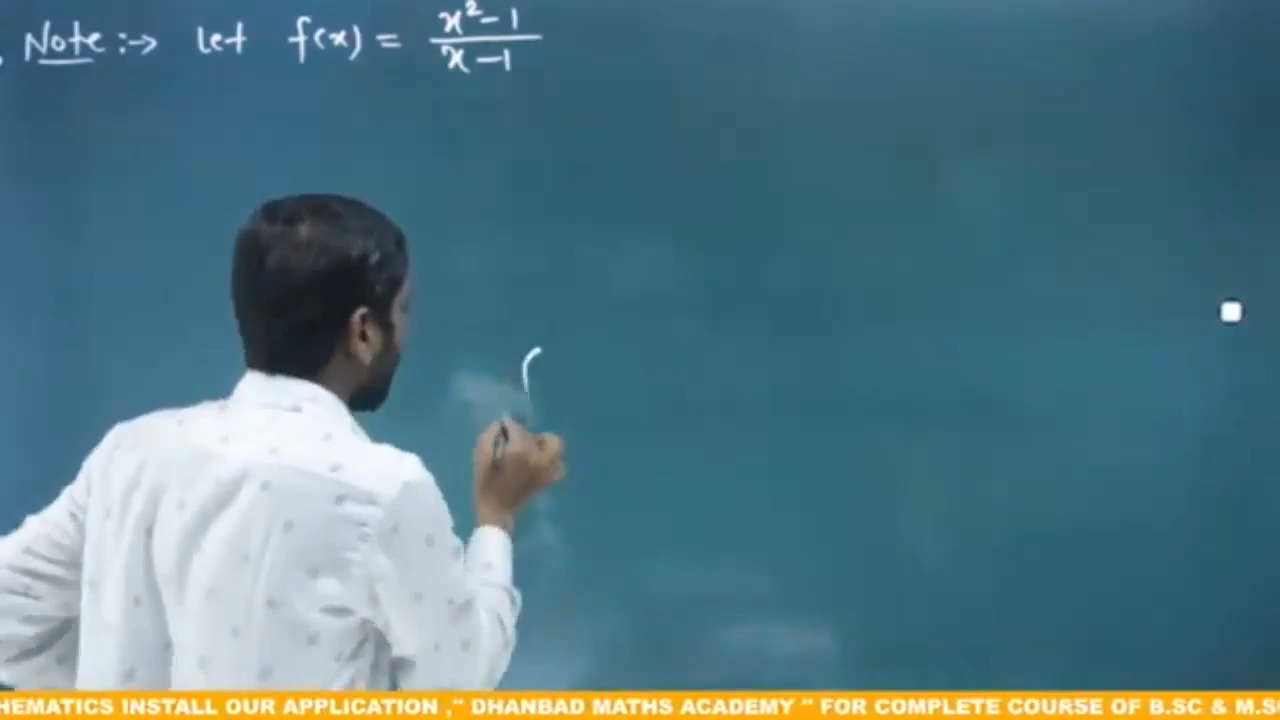 Note :→ Let f(x) = x² - 1 / x - 1
(
HEMATICS INSTALL OUR APPLICATION ," DHANBAD MATHS ACADEMY " FOR COMPLETE COURSE OF B.SC & M.S